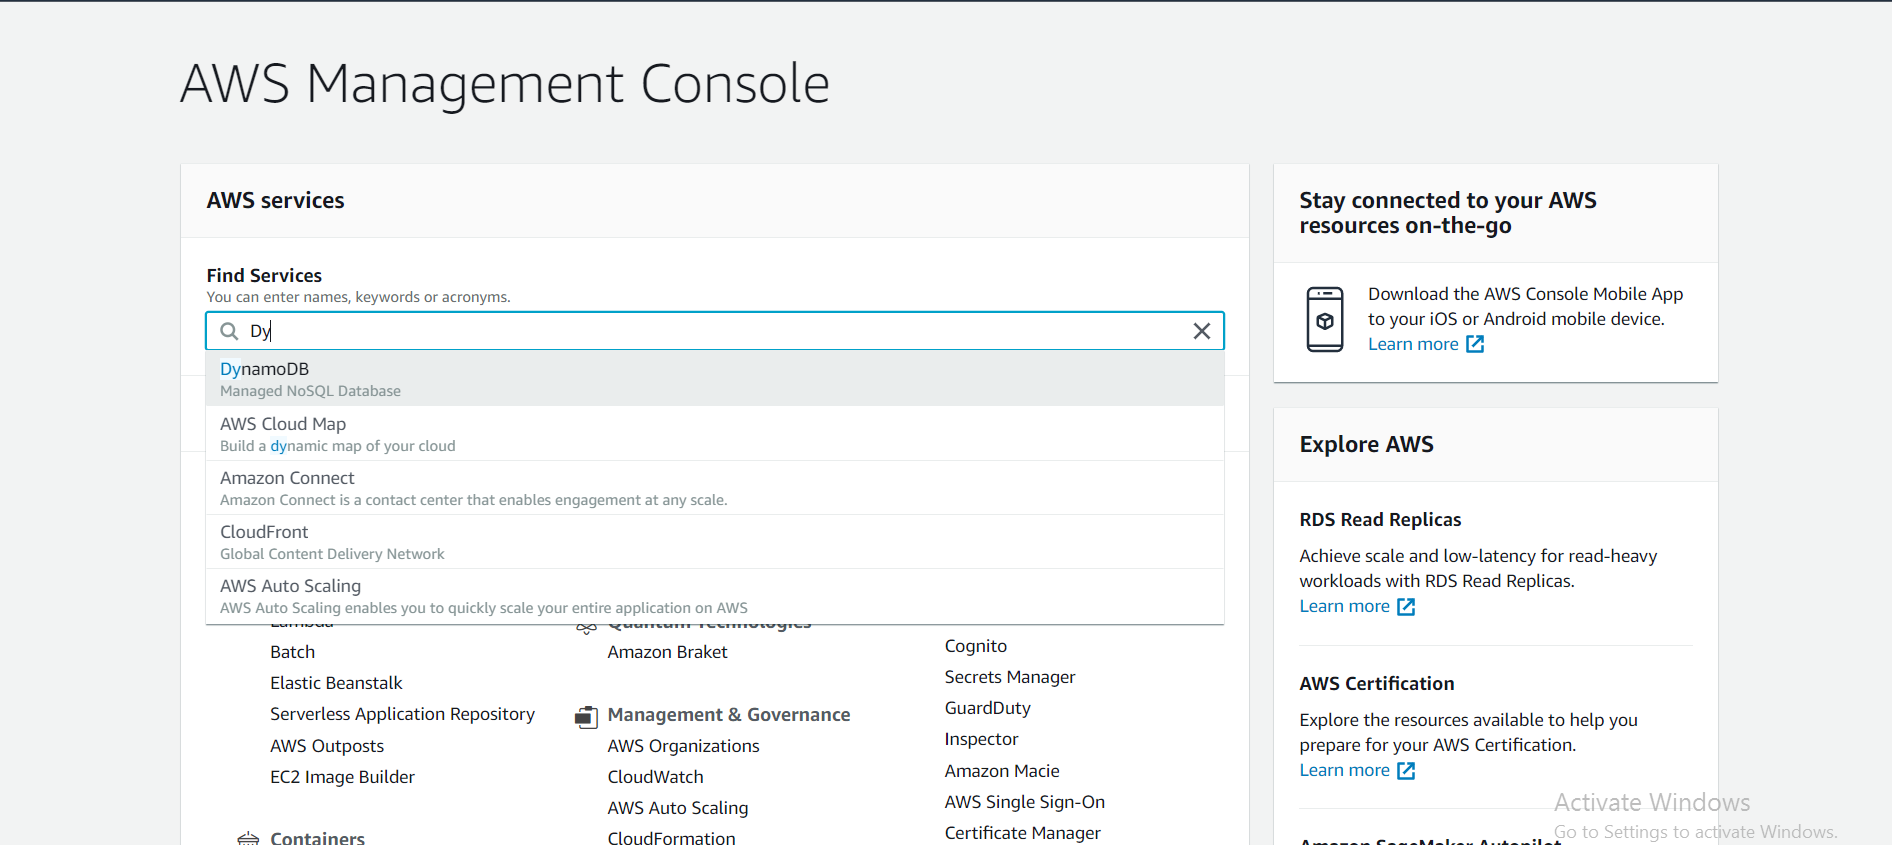 AWS Management Console
AWS services
Find Services
You can enter names, keywords or acronyms.
Dy
DynamoDB
Managed NoSQL Database
AWS Cloud Map
Build a dynamic map of your cloud
Amazon Connect
Amazon Connect is a contact center that enables engagement at any scale.
CloudFront
Global Content Delivery Network
AWS Auto Scaling
AWS Auto Scaling enables you to quickly scale your entire application on AWS
Lambda
Batch
Elastic Beanstalk
Serverless Application Repository
AWS Outposts
EC2 Image Builder
Containers
Quantum Technologies
Amazon Braket
Management & Governance
AWS Organizations
CloudWatch
AWS Auto Scaling
CloudFormation
Cognito
Secrets Manager
GuardDuty
Inspector
Amazon Macie
AWS Single Sign-On
Certificate Manager
Stay connected to your AWS
resources on-the-go
Download the AWS Console Mobile App
to your iOS or Android mobile device.
Learn more
Explore AWS
RDS Read Replicas
Achieve scale and low-latency for read-heavy
workloads with RDS Read Replicas.
Learn more
AWS Certification
Explore the resources available to help you
prepare for your AWS Certification.
Learn more
Amazon SageMaker Autopilot
Activate Windows
Go to Settings to activate Windows.